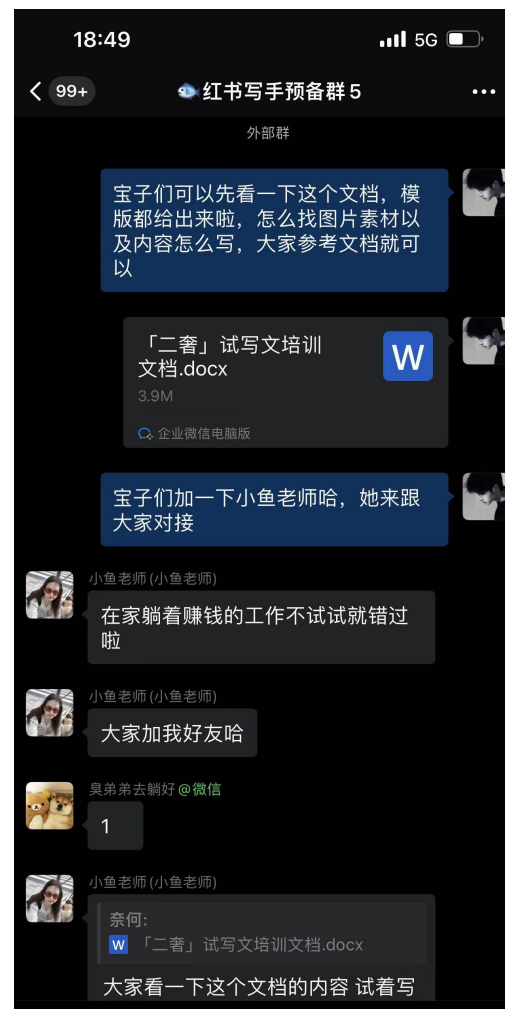 18:49
5G
99+
🐟红书写手预备群5
外部群
宝子们可以先看一下这个文档，模
版都给出来啦，怎么找图片素材以
及内容怎么写，大家参考文档就可
以
「二奢」试写文培训
文档.docx
W
3.9M
企业微信电脑版
宝子们加一下小鱼老师哈，她来跟
大家对接
小鱼老师(小鱼老师)
在家躺着赚钱的工作不试试就错过
啦
小鱼老师(小鱼老师)
大家加我好友哈
臭弟弟去躺好@微信
1
小鱼老师(小鱼老师)
奈何:
W 「二奢」试写文培训文档.docx
大家看一下这个文档的内容 试着写